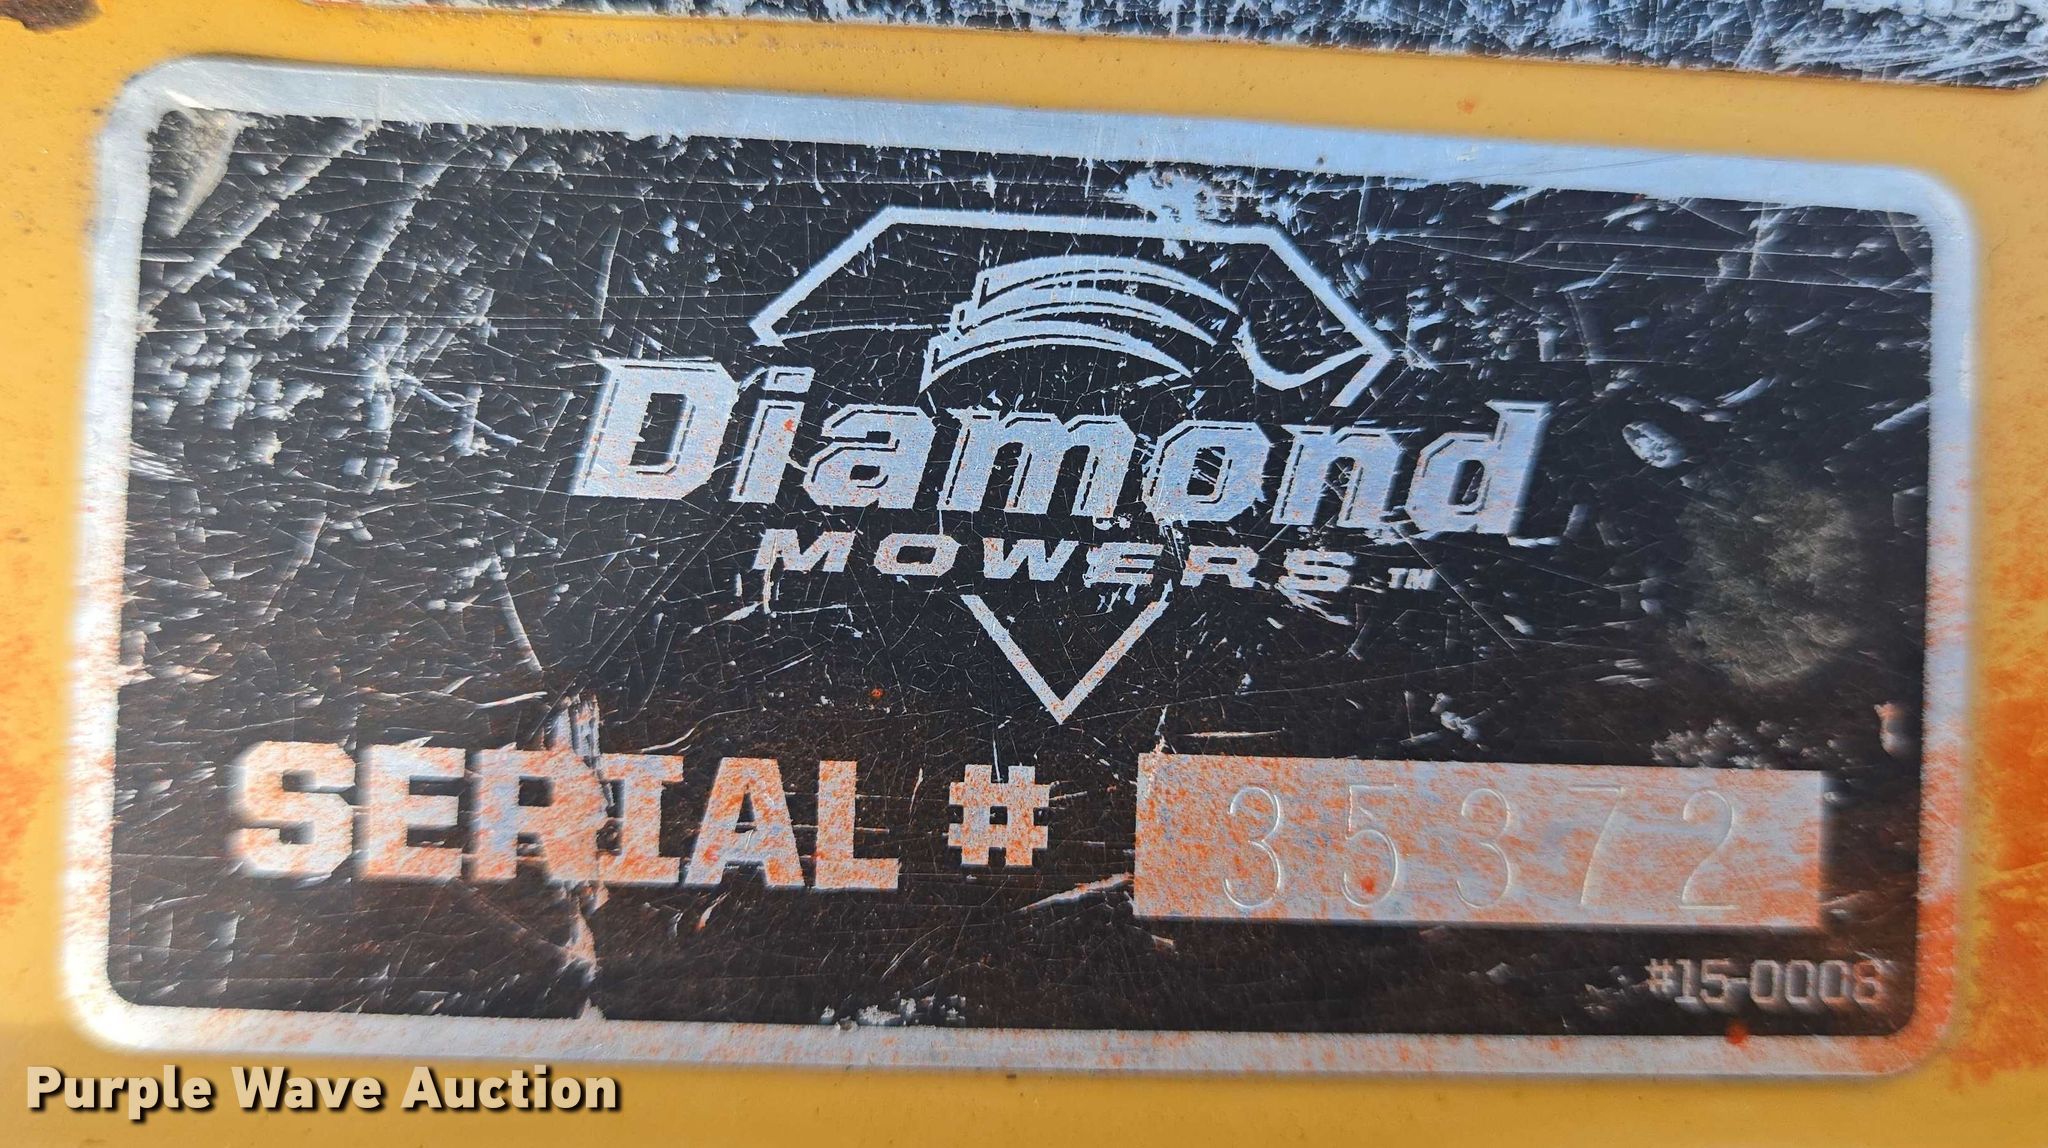 Diamond
MOWERS™
SERIAL # 35372
#15-0008
Purple Wave Auction